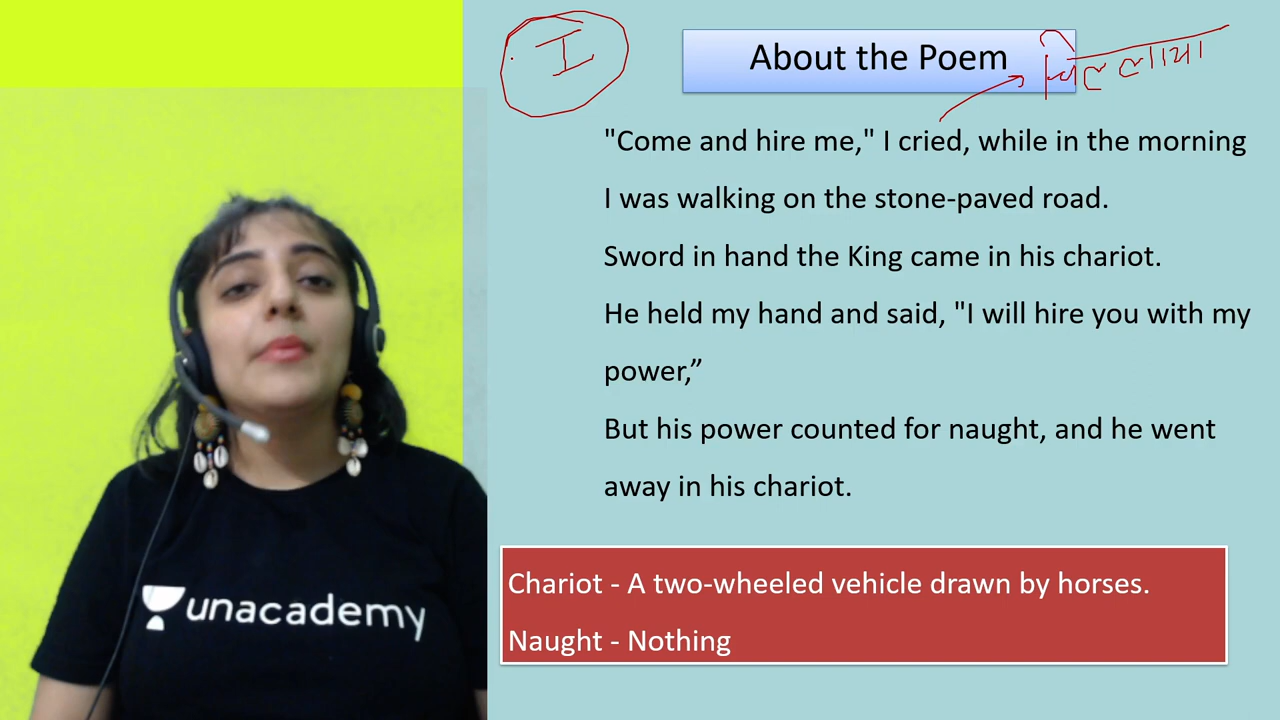 I
About the Poem
चिल्लाया
"Come and hire me," I cried, while in the morning
I was walking on the stone-paved road.
Sword in hand the King came in his chariot.
He held my hand and said, "I will hire you with my
power,”
But his power counted for naught, and he went
away in his chariot.
Chariot - A two-wheeled vehicle drawn by horses.
Naught - Nothing
unacademy